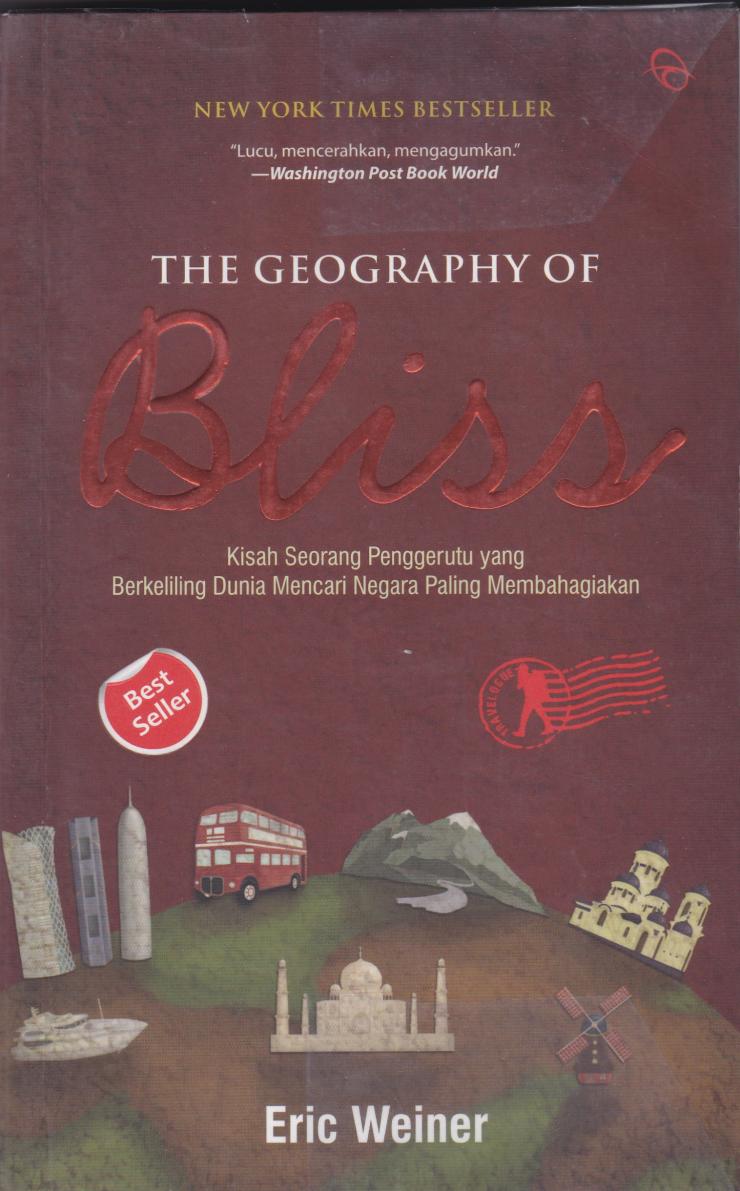 NEW YORK TIMES BESTSELLER
“Lucu, mencerahkan, mengagumkan.”
—Washington Post Book World
THE GEOGRAPHY OF
Bliss
Kisah Seorang Penggerutu yang
Berkeliling Dunia Mencari Negara Paling Membahagiakan
Best
Seller
TRAVELOGUE
Eric Weiner